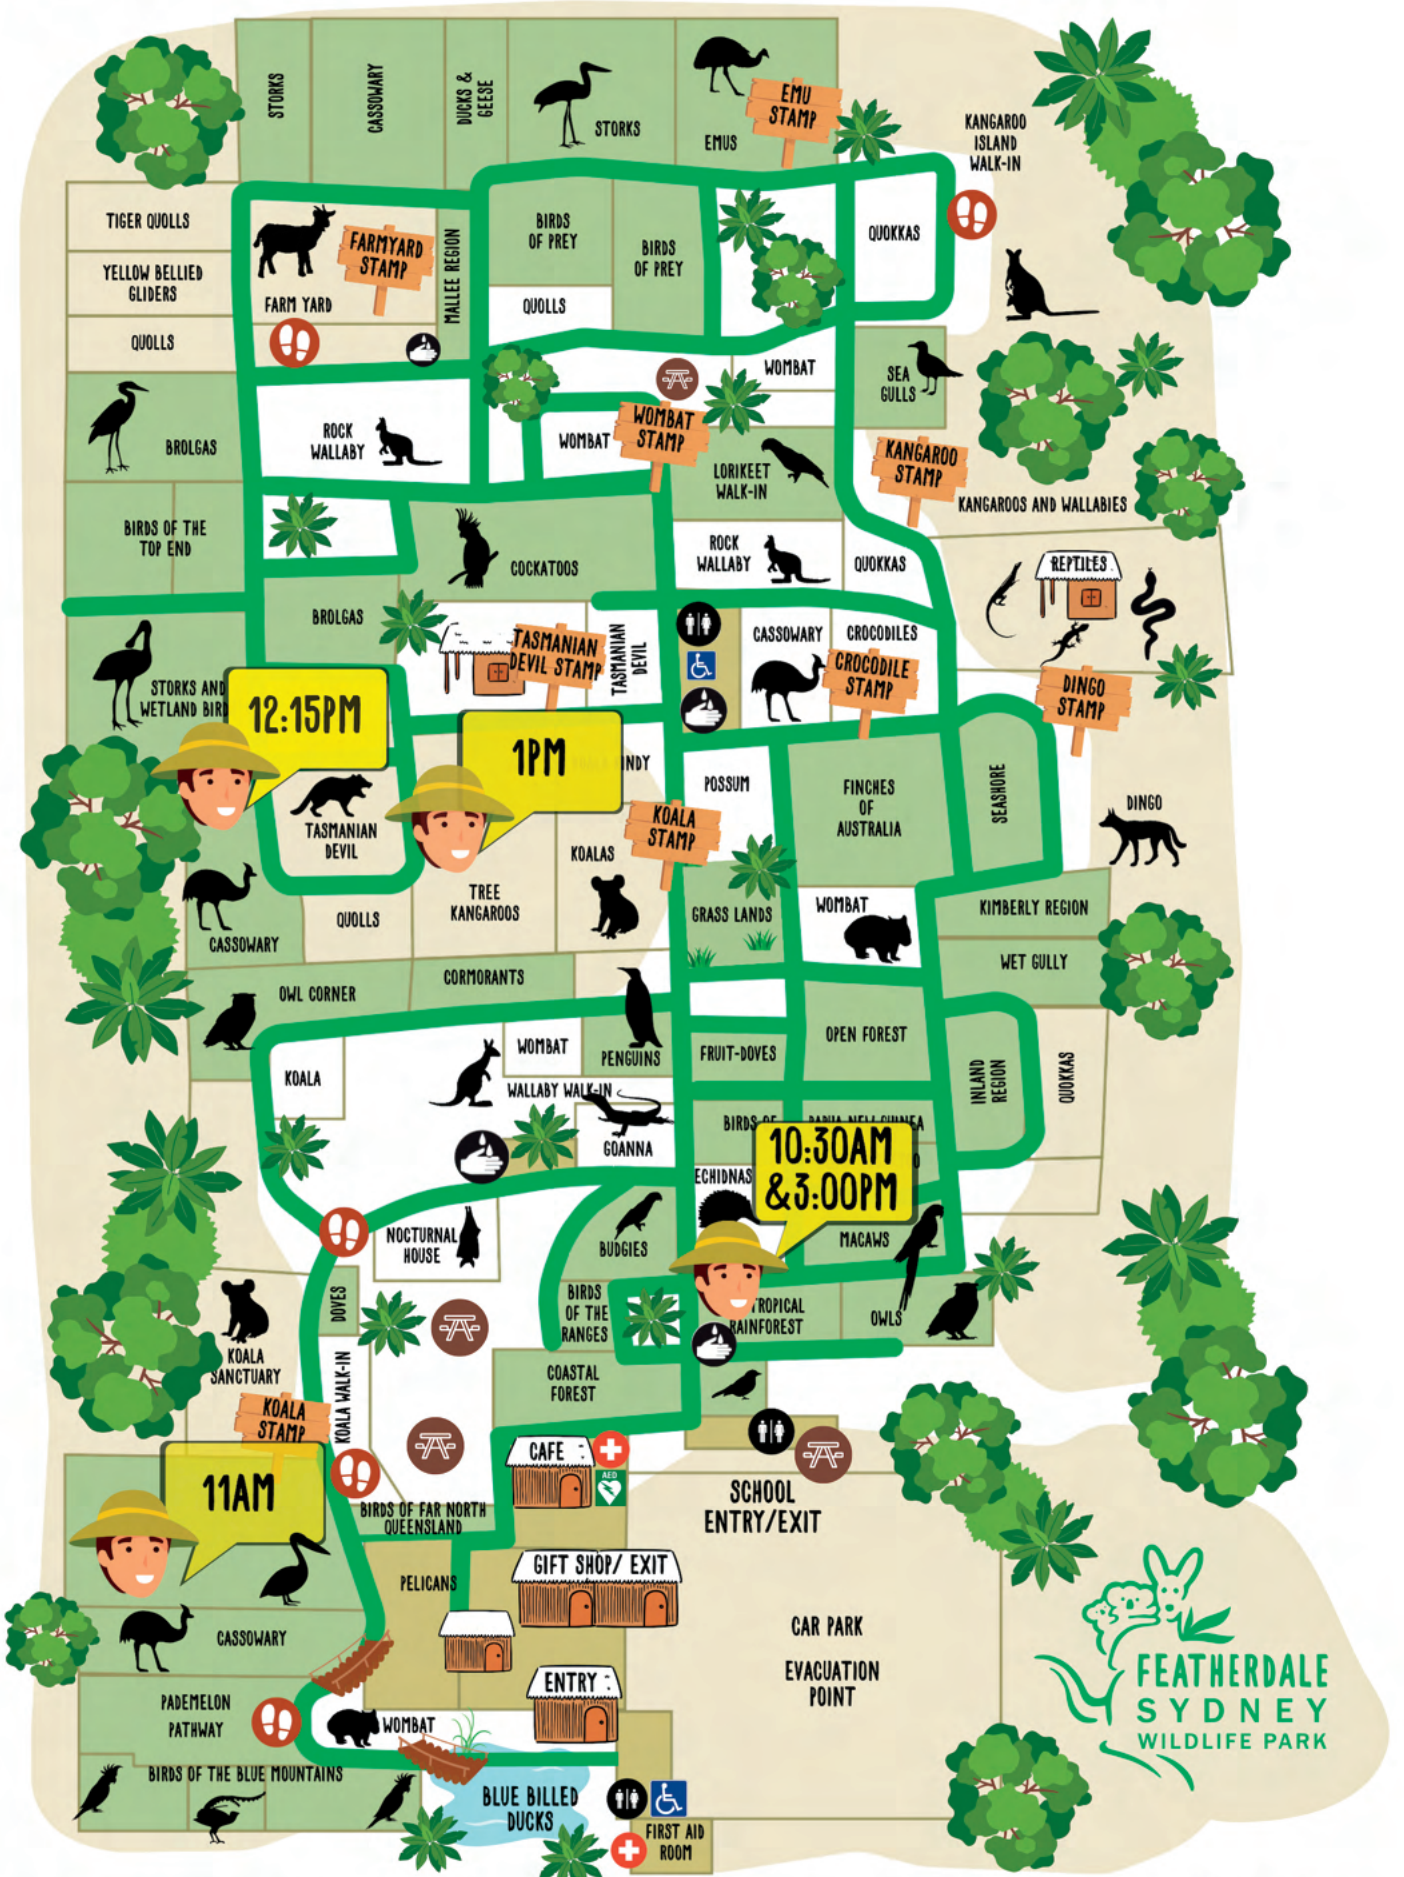 STORKS
CASSOWARY
DUCKS &
GEESE
STORKS
EMUS
EMU
STAMP
KANGAROO
ISLAND
WALK-IN
TIGER QUOLLS
YELLOW BELLIED
GLIDERS
QUOLLS
FARMYARD
STAMP
FARM YARD
MALLEE REGION
BIRDS
OF PREY
BIRDS
OF PREY
QUOLLS
QUOKKAS
WOMBAT
SEA
GULLS
BROLGAS
ROCK
WALLABY
WOMBAT
WOMBAT
STAMP
LORIKEET
WALK-IN
KANGAROO
STAMP
KANGAROOS AND WALLABIES
BIRDS OF THE
TOP END
COCKATOOS
ROCK
WALLABY
QUOKKAS
REPTILES
BROLGAS
TASMANIAN
DEVIL STAMP
TASMANIAN
DEVIL
CASSOWARY
CROCODILES
CROCODILE
STAMP
DINGO
STAMP
STORKS AND
WETLAND BIRD
12:15PM
1PM
NDY
TASMANIAN
DEVIL
POSSUM
FINCHES
OF
AUSTRALIA
SEASHORE
DINGO
KOALA
STAMP
KOALAS
TREE
KANGAROOS
QUOLLS
CASSOWARY
GRASS LANDS
WOMBAT
KIMBERLY REGION
WET GULLY
OWL CORNER
CORMORANTS
KOALA
WOMBAT
PENGUINS
WALLABY WALK-IN
GOANNA
FRUIT-DOVES
OPEN FOREST
INLAND
REGION
QUOKKAS
BIRDS OF
PAPUA NEW GUINEA
10:30AM
&3:00PM
ECHIDNAS
MACAWS
NOCTURNAL
HOUSE
BUDGIES
DOVES
BIRDS
OF THE
RANGES
TROPICAL
RAINFOREST
OWLS
KOALA
SANCTUARY
KOALA
STAMP
KOALA WALK-IN
COASTAL
FOREST
11AM
CAFE
AED
BIRDS OF FAR NORTH
QUEENSLAND
SCHOOL
ENTRY/EXIT
PELICANS
GIFT SHOP/ EXIT
CASSOWARY
CAR PARK
EVACUATION
POINT
ENTRY
PADEMELON
PATHWAY
WOMBAT
BIRDS OF THE BLUE MOUNTAINS
BLUE BILLED
DUCKS
FIRST AID
ROOM
FEATHERDALE
SYDNEY
WILDLIFE PARK